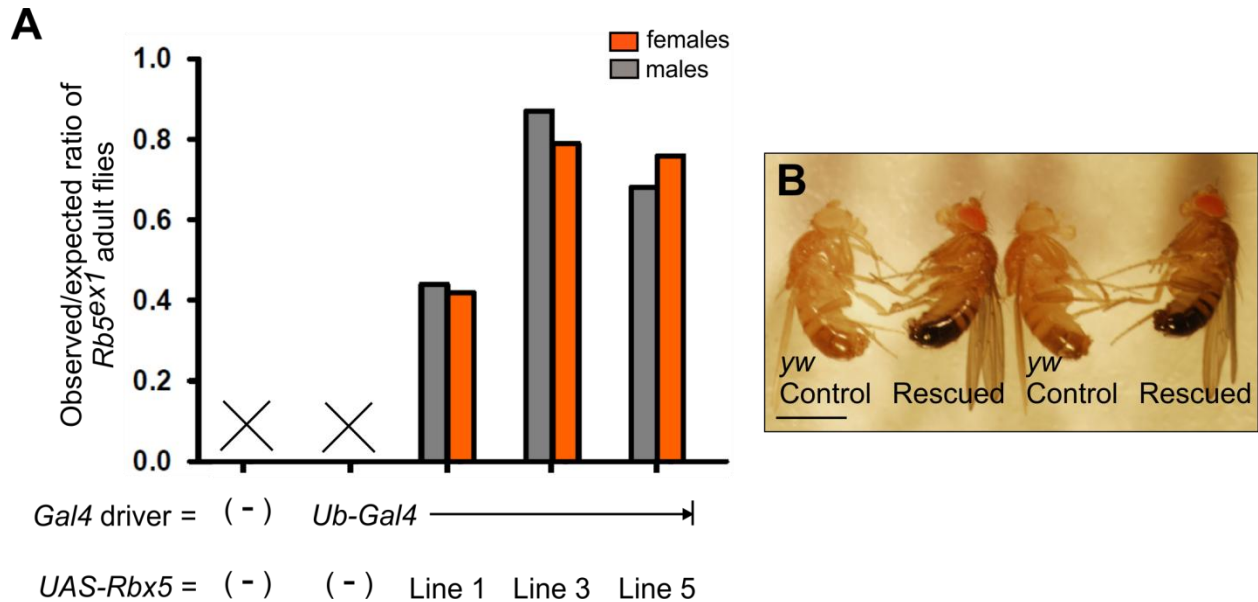 A
females
males
Observed/expected ratio of
Rb5ex1 adult flies
1.0
0.8
0.6
0.4
0.2
0.0
Gal4 driver = (-) Ub-Gal4
UAS-Rbx5 = (-) (-) Line 1 Line 3 Line 5
B
yw yw
Control Rescued Control Rescued